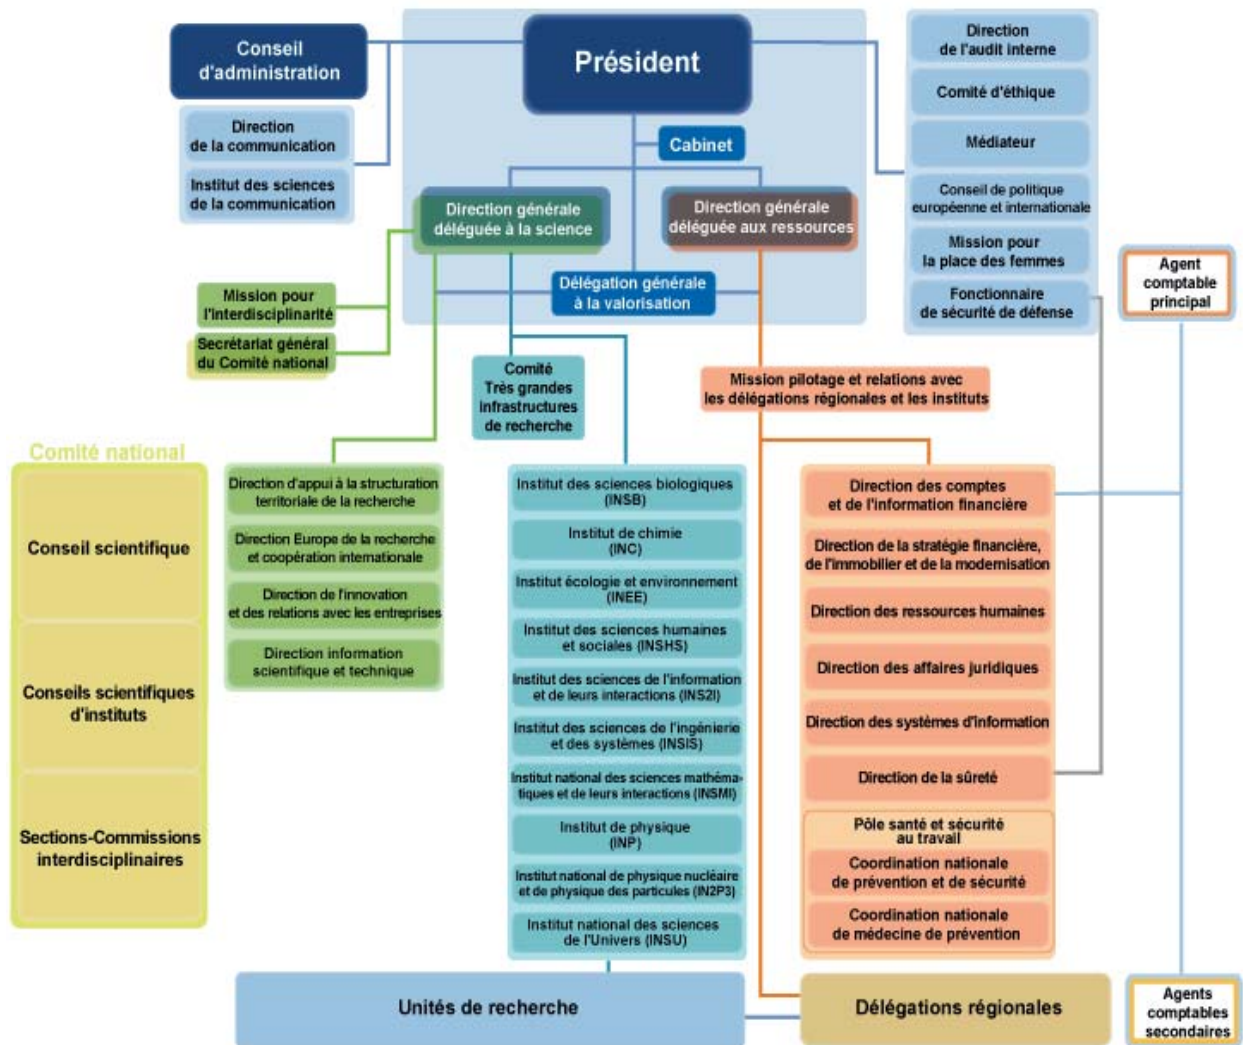 Conseil
d'administration
Président
Direction
de l'audit interne
Comité d'éthique
Médiateur
Conseil de politique
européenne et internationale
Mission pour
la place des femmes
Fonctionnaire
de sécurité de défense
Direction
de la communication
Institut des sciences
de la communication
Cabinet
Direction générale
déléguée à la science
Direction générale
déléguée aux ressources
Délégation générale
à la valorisation
Agent
comptable
principal
Mission pour
l'interdisciplinarité
Secrétariat général
du Comité national
Comité
Très grandes
infrastructures
de recherche
Mission pilotage et relations avec
les délégations régionales et les instituts
Comité national
Conseil scientifique
Conseils scientifiques
d'instituts
Sections-Commissions
interdisciplinaires
Direction d'appui à la structuration
territoriale de la recherche
Direction Europe de la recherche
et coopération internationale
Direction de l'innovation
et des relations avec les entreprises
Direction information
scientifique et technique
Institut des sciences biologiques
(INSB)
Institut de chimie
(INC)
Institut écologie et environnement
(INEE)
Institut des sciences humaines
et sociales (INSHS)
Institut des sciences de l'information
et de leurs interactions (INS2I)
Institut des sciences de l'ingénierie
et des systèmes (INSIS)
Institut national des sciences mathéma-
tiques et de leurs interactions (INSMI)
Institut de physique
(INP)
Institut national de physique nucléaire
et de physique des particules (IN2P3)
Institut national des sciences
de l'Univers (INSU)
Direction des comptes
et de l'information financière
Direction de la stratégie financière,
de l'immobilier et de la modernisation
Direction des ressources humaines
Direction des affaires juridiques
Direction des systèmes d'information
Direction de la sûreté
Pôle santé et sécurité
au travail
Coordination nationale
de prévention et de sécurité
Coordination nationale
de médecine de prévention
Unités de recherche
Délégations régionales
Agents
comptables
secondaires